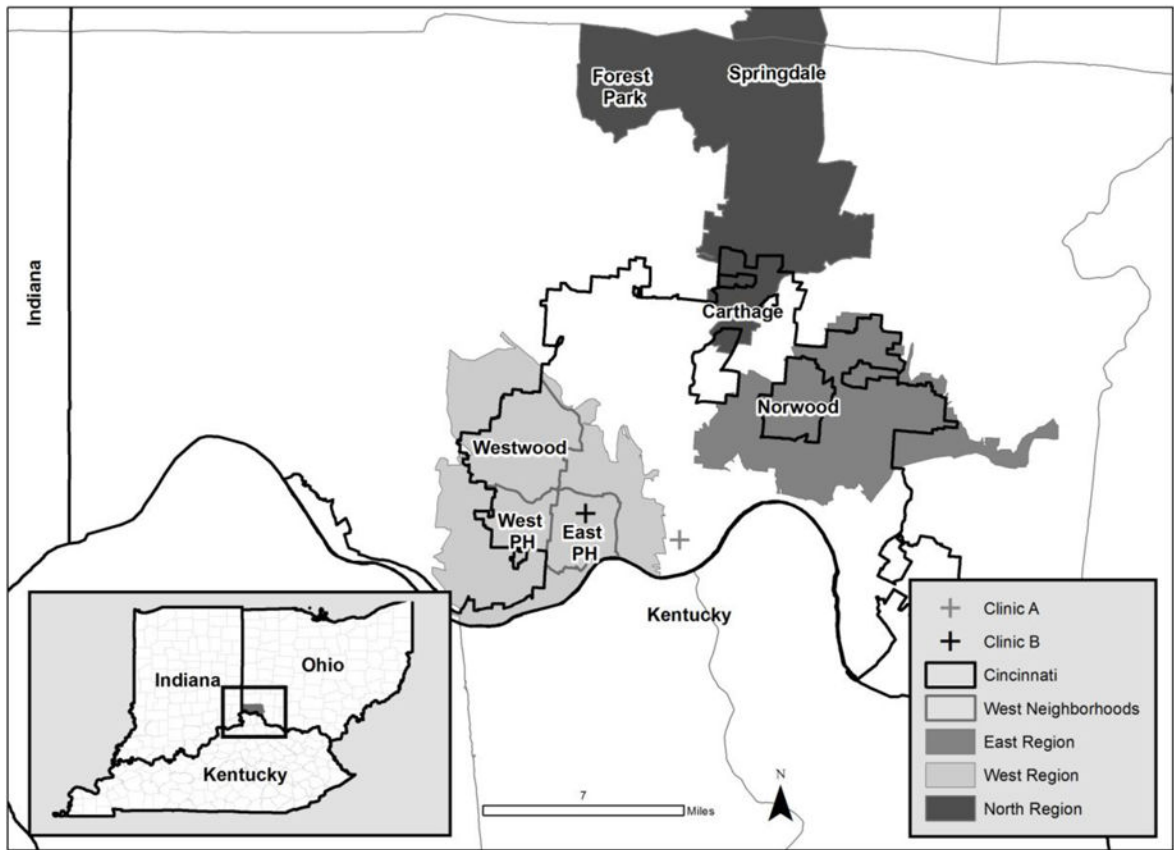 Forest
Park
Springdale
Indiana
Carthage
Norwood
Westwood
West
PH
East
PH
Kentucky
Indiana
Ohio
Kentucky
7
Miles
N
Clinic A
Clinic B
Cincinnati
West Neighborhoods
East Region
West Region
North Region